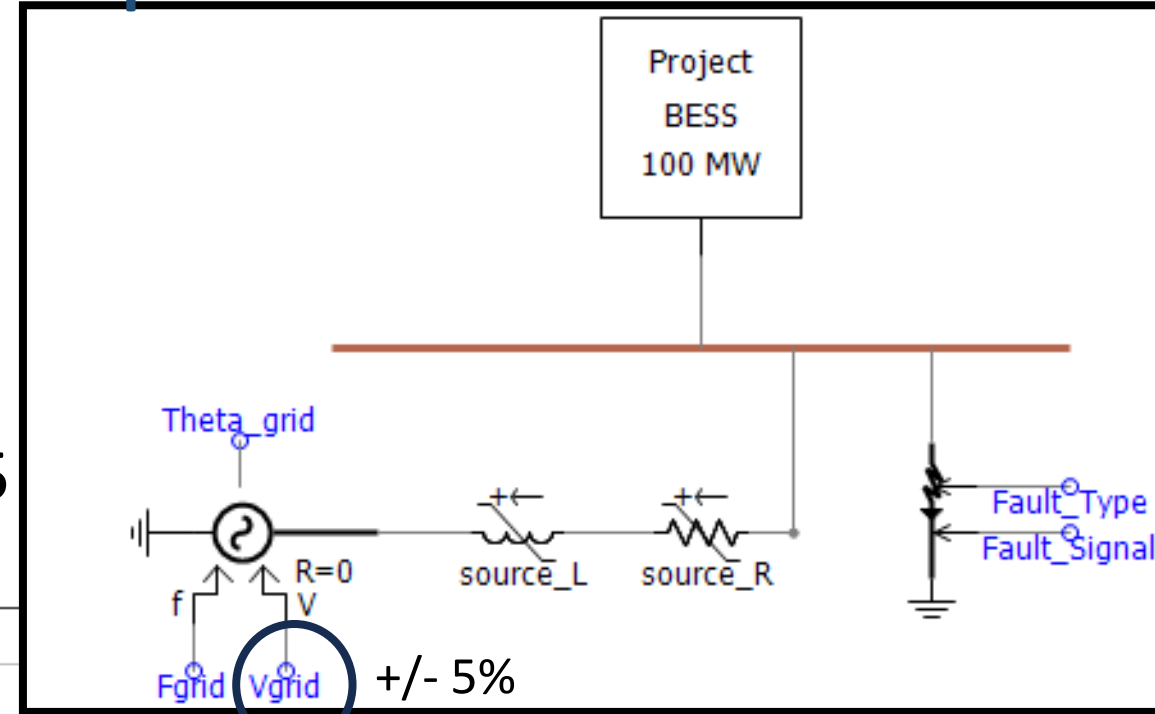 Project
BESS
100 MW
Theta_grid
R=0
f
V
source_L
source_R
Fault_Type
Fault_Signal
Fgrid
Vgrid
+/- 5%